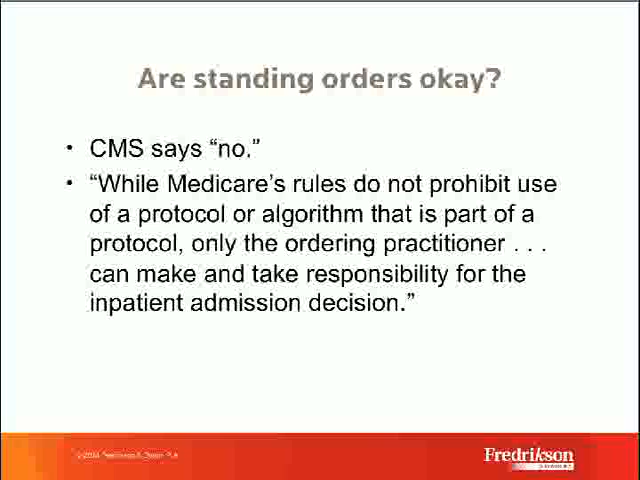 Are standing orders okay?
• CMS says “no.”
• “While Medicare’s rules do not prohibit use
of a protocol or algorithm that is part of a
protocol, only the ordering practitioner . . .
can make and take responsibility for the
inpatient admission decision.”
Fredrikson